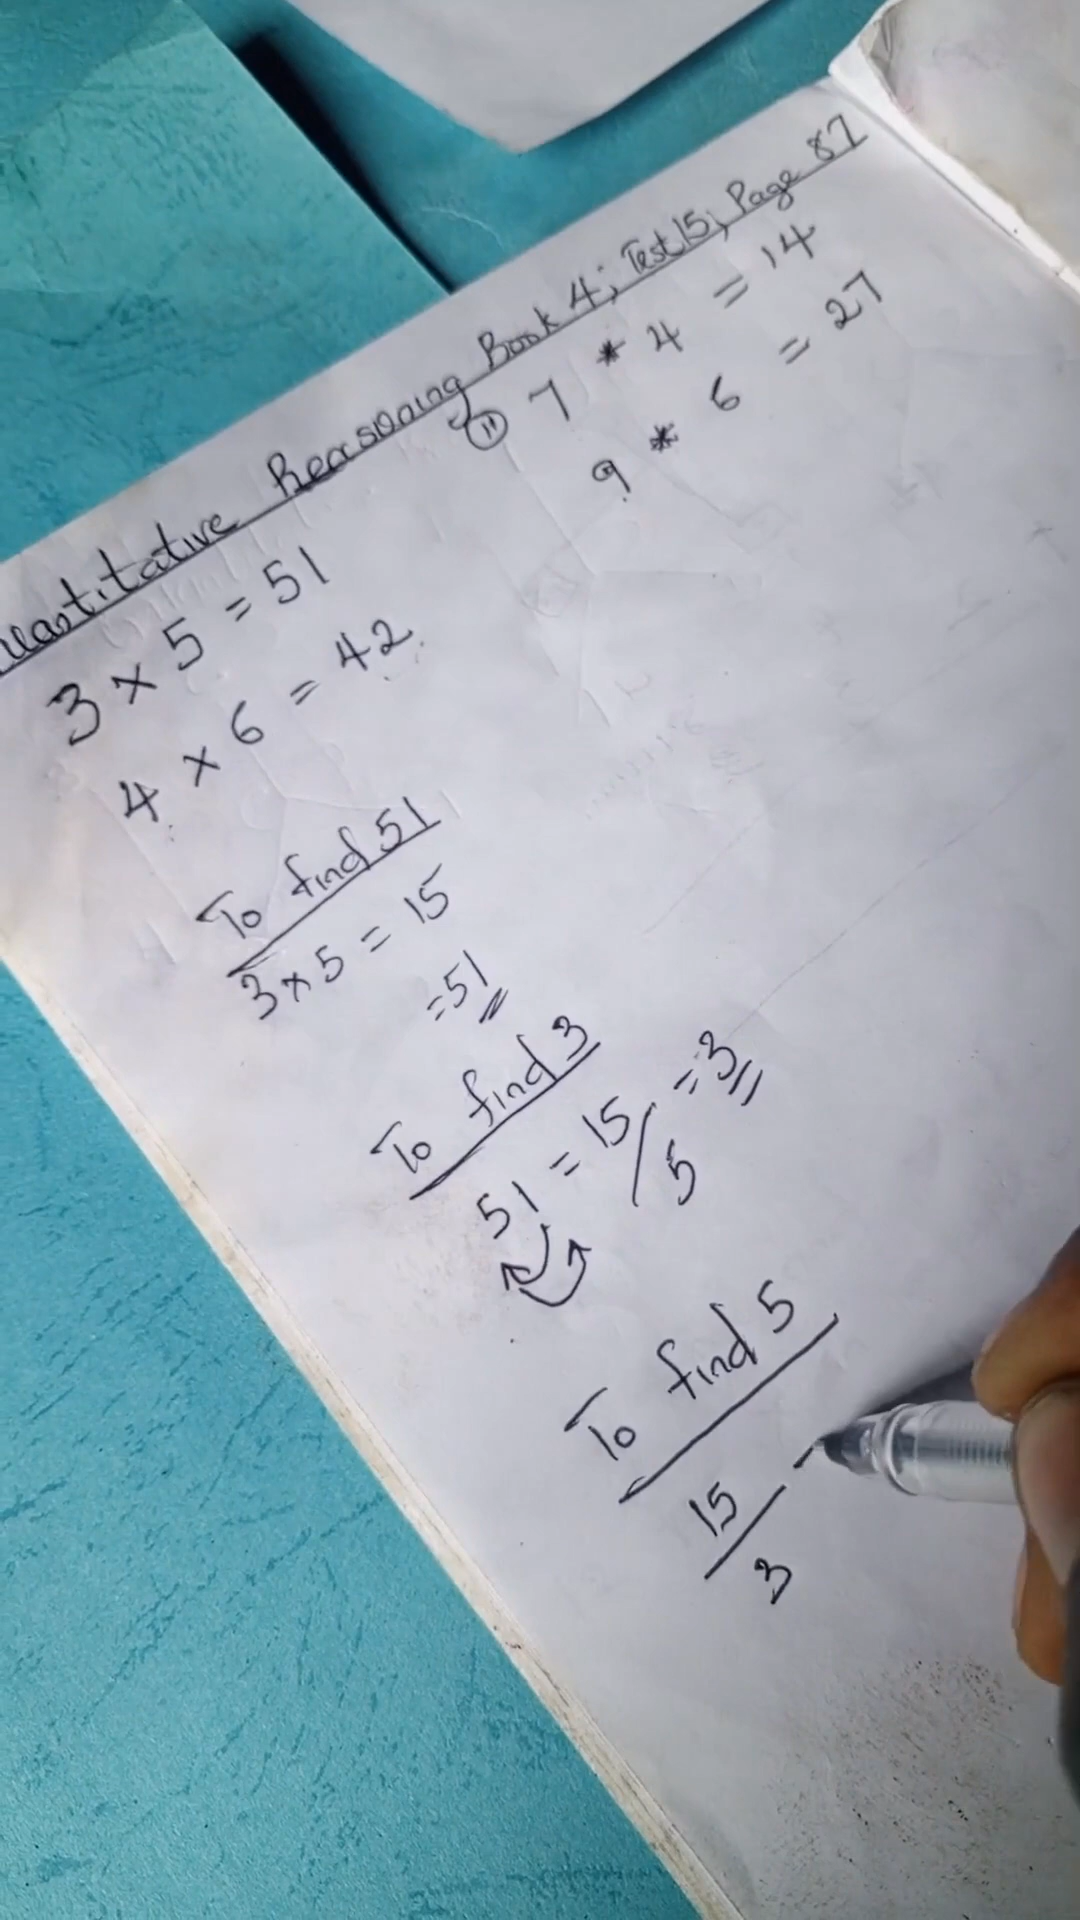 uantitative Reasoning Book 4; Test 15; Page 87
3 × 5 = 51
4 × 6 = 42
To find 51
3 × 5 = 15
= 51
To find 3
51 = 15/5 = 3
To find 5
15/3 -
11 7 * 4 = 14
9 * 6 = 27